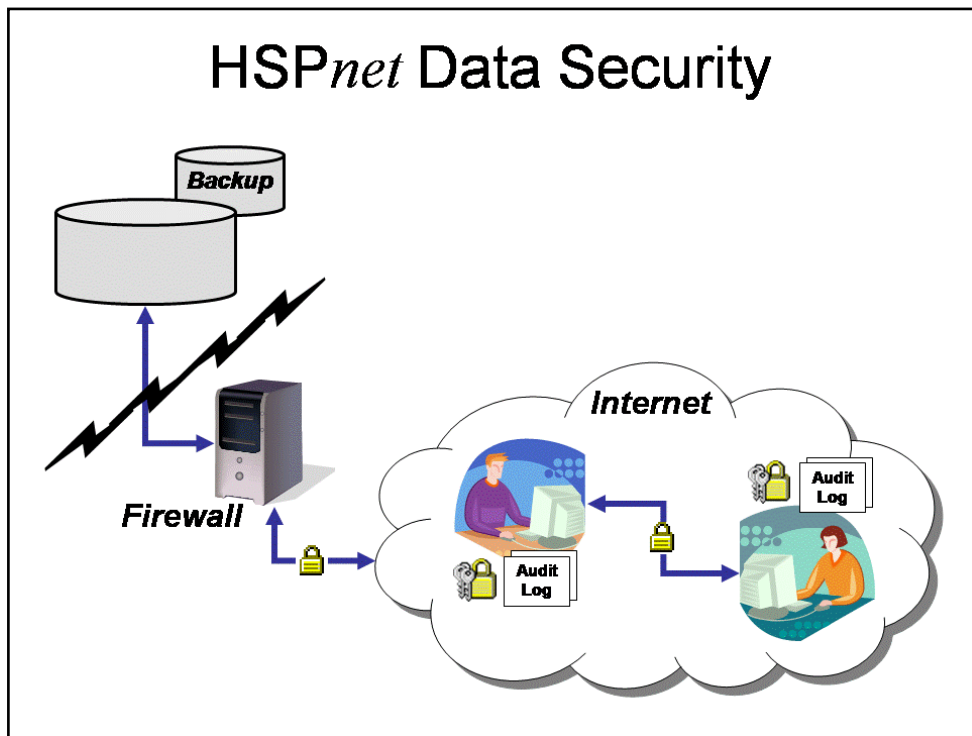 HSPnet Data Security
Backup
Internet
Firewall
Audit
Log
Audit
Log